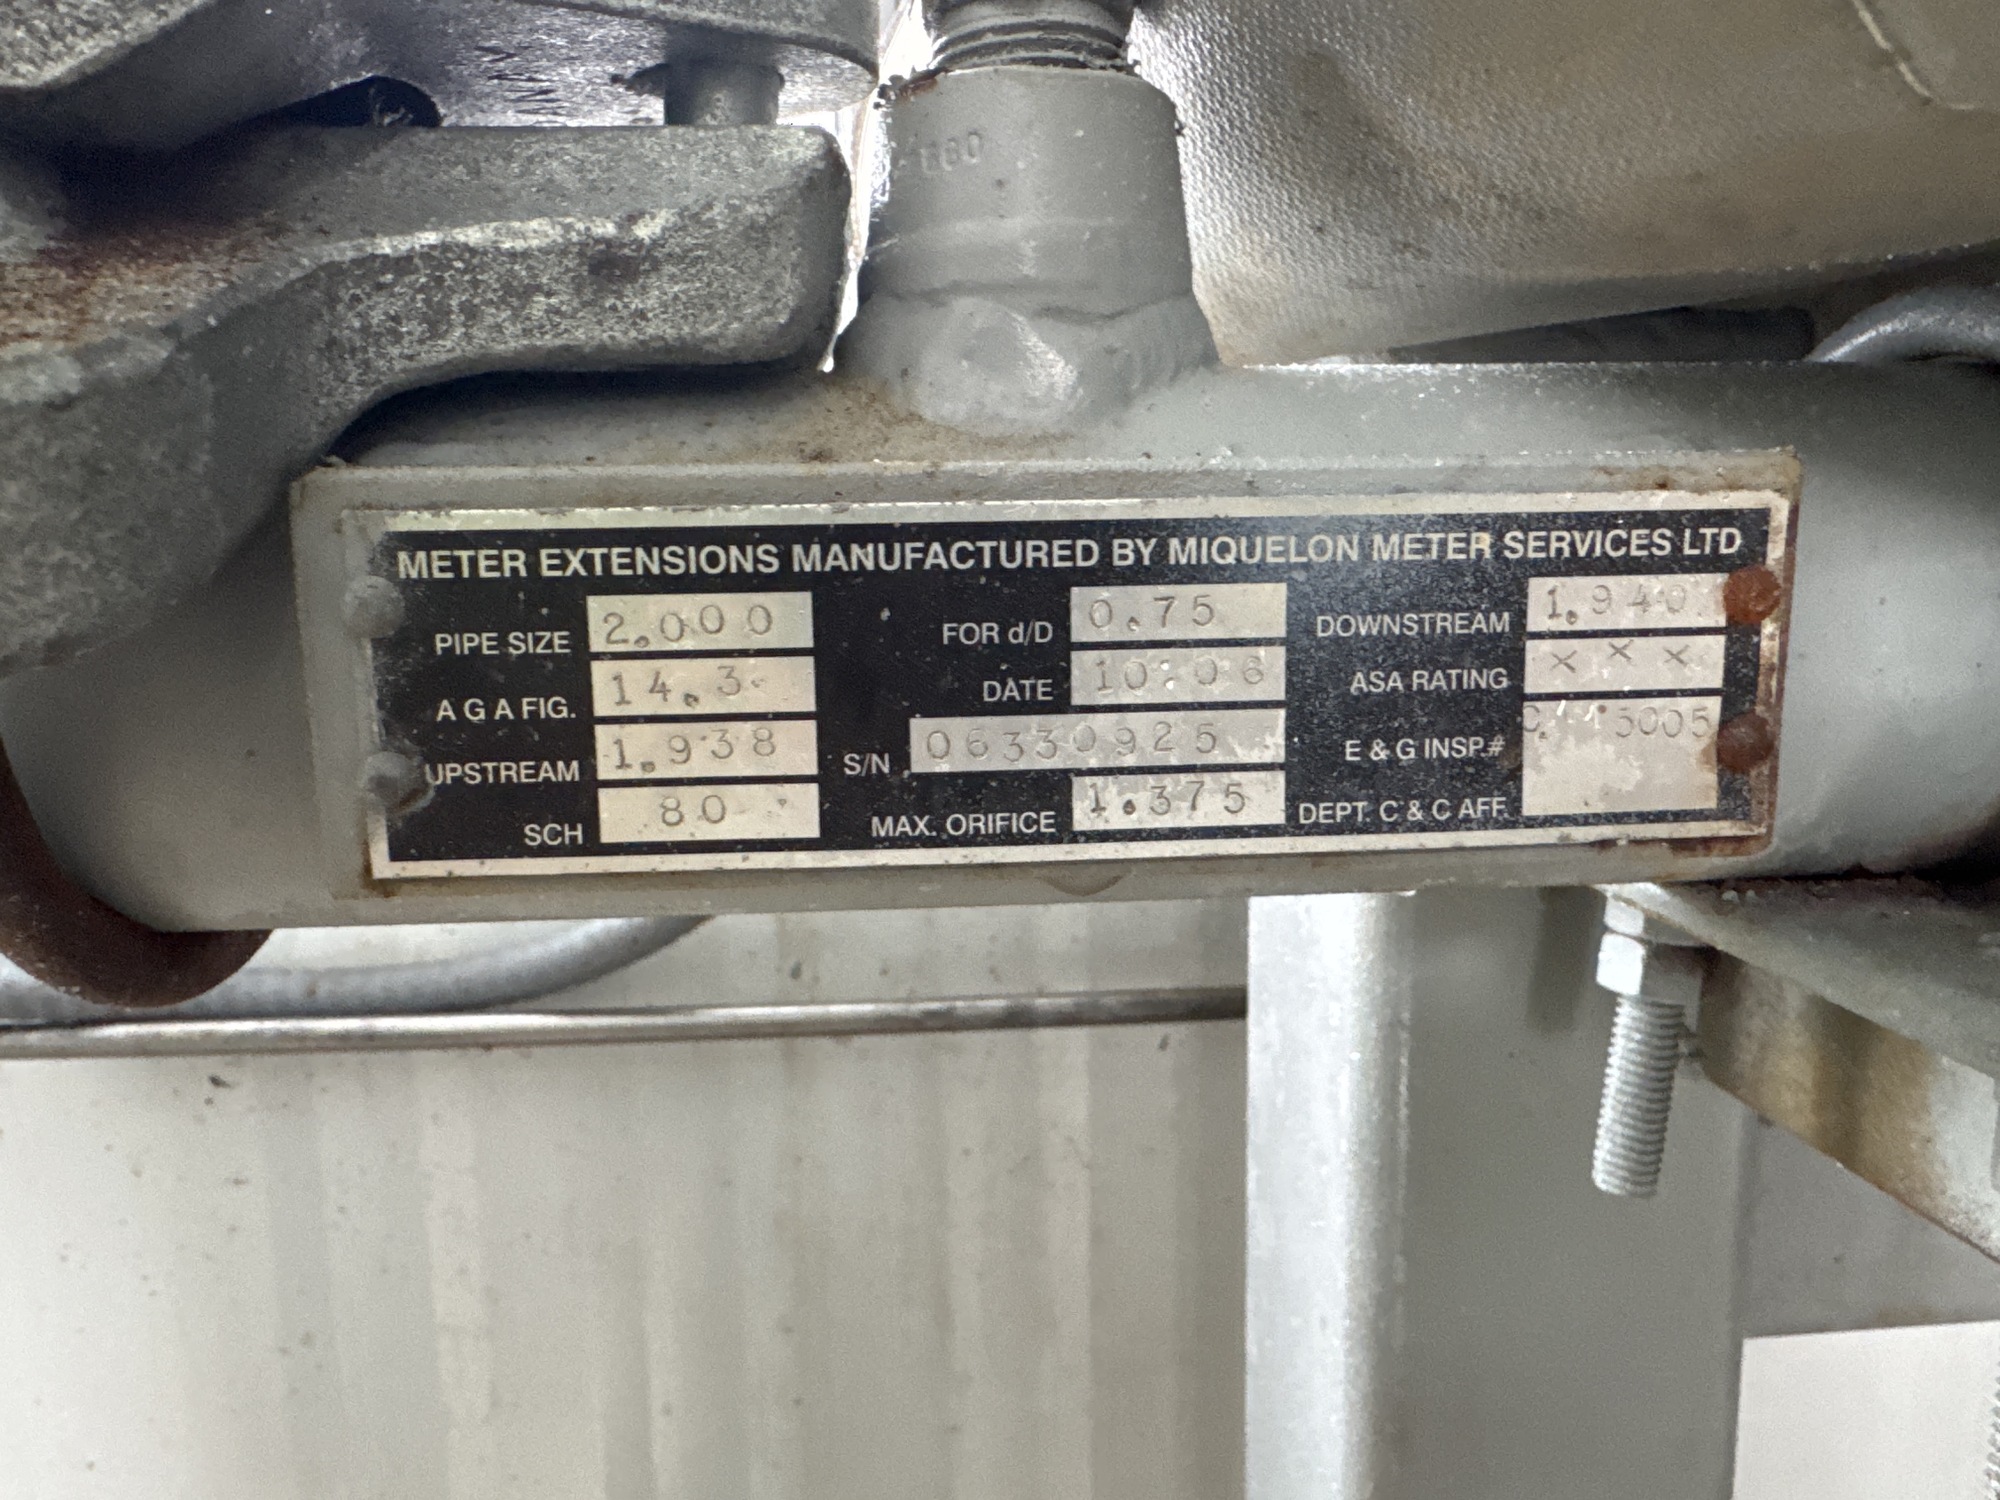 METER EXTENSIONS MANUFACTURED BY MIQUELON METER SERVICES LTD
PIPE SIZE 2.000 FOR d/D 0.75 DOWNSTREAM 1.940
A G A FIG. 14.3 DATE 10.06 ASA RATING X X X
UPSTREAM 1.938 S/N 06330925 E & G INSP.#
SCH 80 MAX. ORIFICE 1.375 DEPT. C & C AFF.